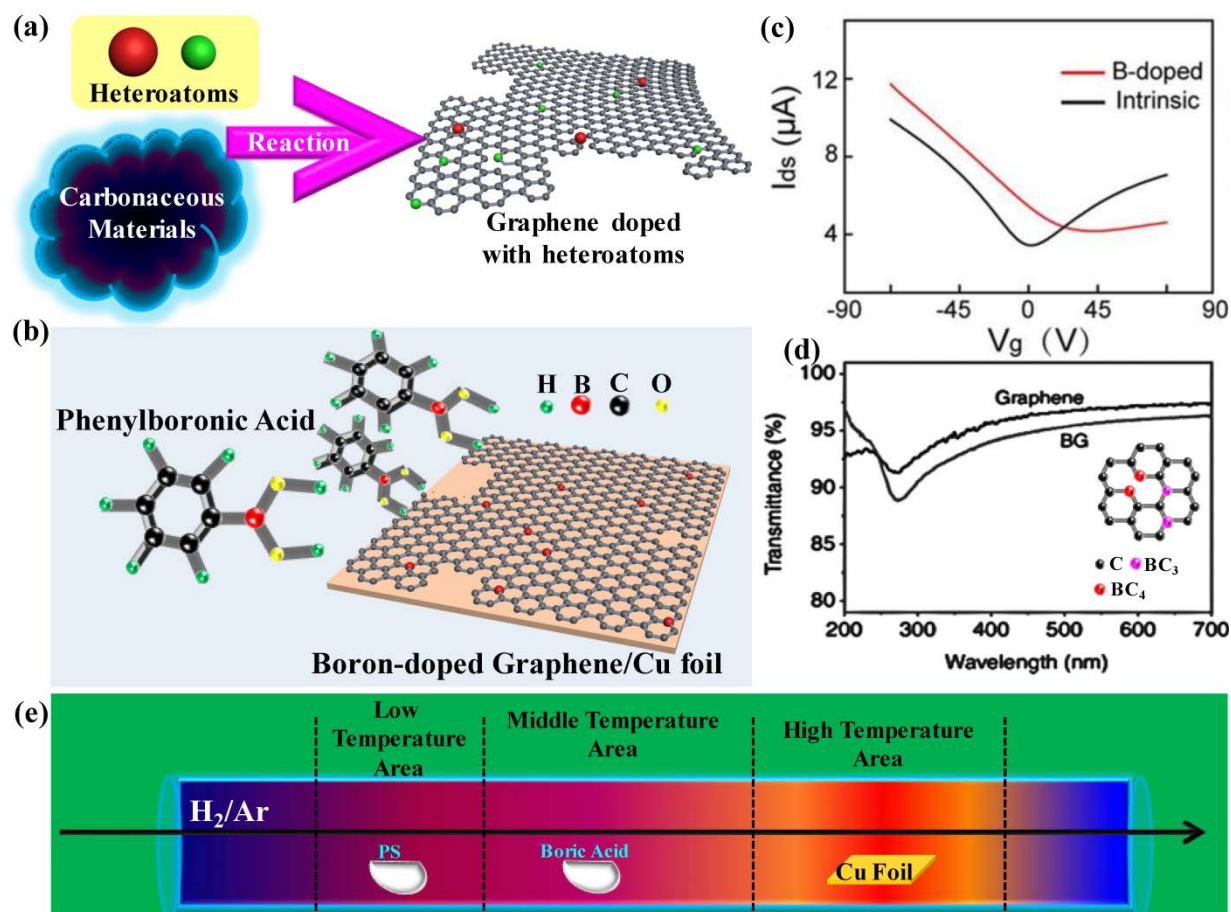 (a)
Heteroatoms
Carbonaceous
Materials
Reaction
Graphene doped
with heteroatoms
(b)
Phenylboronic Acid
H B C O
Boron-doped Graphene/Cu foil
(c)
B-doped
Intrinsic
Ids (μA)
12
8
4
-90 -45 0 45 90
Vg (V)
(d)
Graphene
BG
Transmittance (%)
100
95
90
85
80
C BC3
BC4
200 300 400 500 600 700
Wavelength (nm)
(e)
Low
Temperature
Area
Middle Temperature
Area
High Temperature
Area
H2/Ar
PS
Boric Acid
Cu Foil